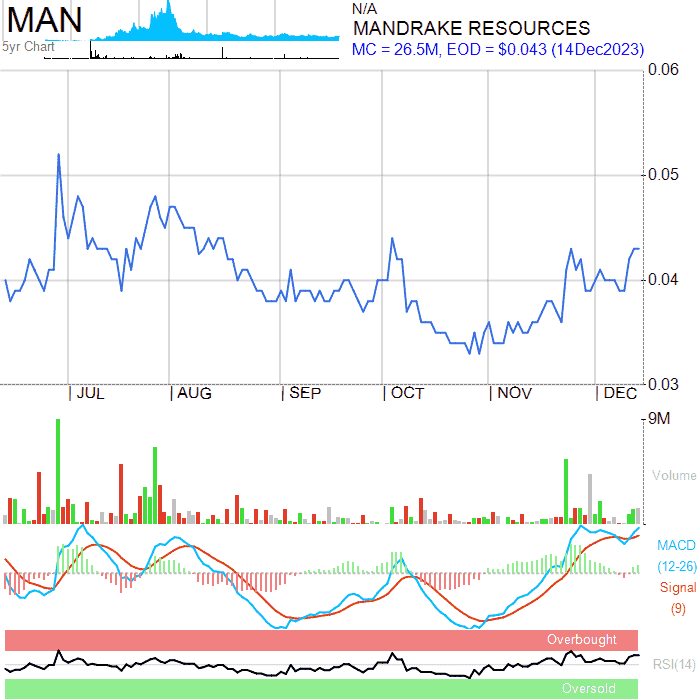 MAN
5yr Chart
N/A
MANDRAKE RESOURCES
MC = 26.5M, EOD = $0.043 (14Dec2023)
0.06
0.05
0.04
0.03
JUL
AUG
SEP
OCT
NOV
DEC
9M
Volume
MACD
(12-26)
Signal
(9)
Overbought
RSI(14)
Oversold